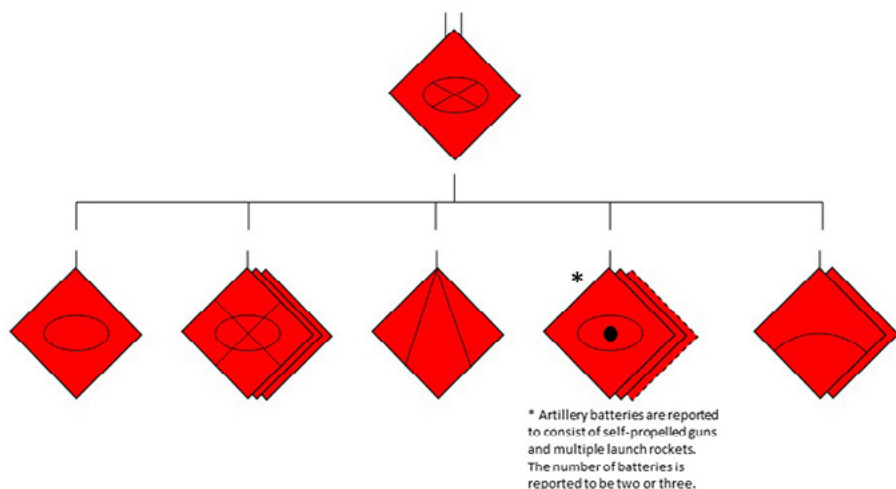 *
* Artillery batteries are reported
to consist of self-propelled guns
and multiple launch rockets.
The number of batteries is
reported to be two or three.